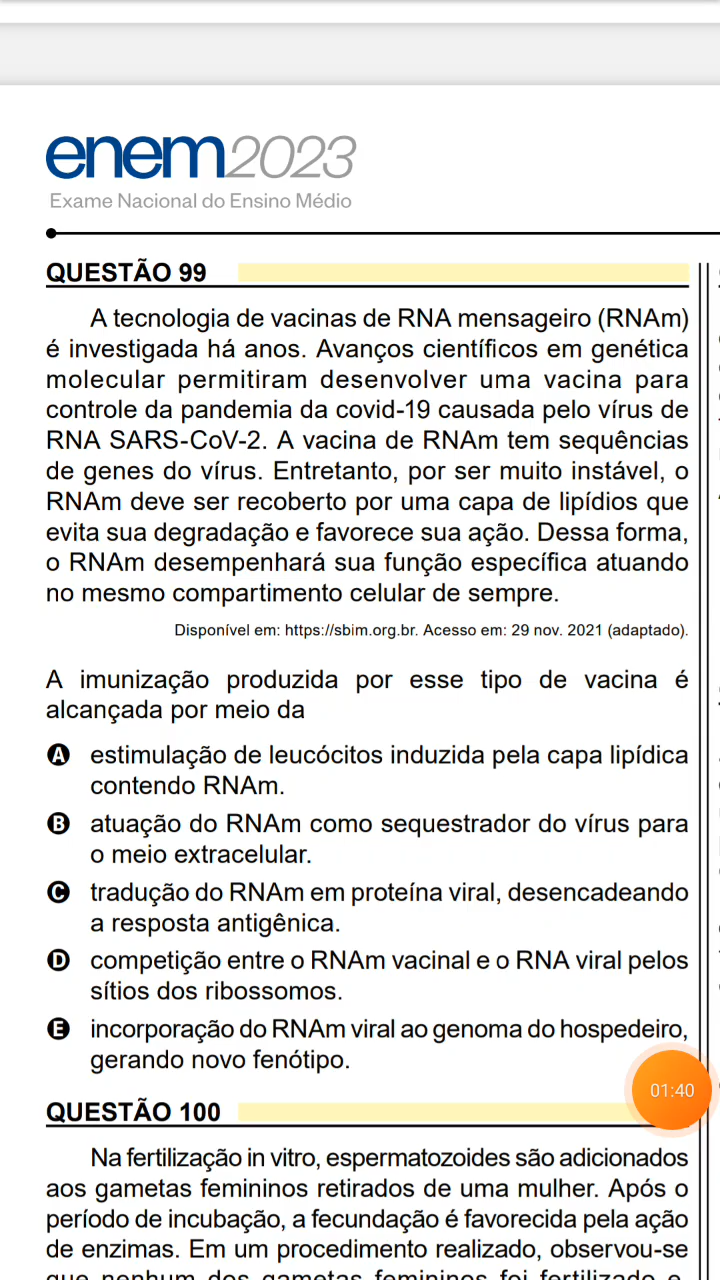 enem2023
Exame Nacional do Ensino Médio
QUESTÃO 99
A tecnologia de vacinas de RNA mensageiro (RNAm)
é investigada há anos. Avanços científicos em genética
molecular permitiram desenvolver uma vacina para
controle da pandemia da covid-19 causada pelo vírus de
RNA SARS-CoV-2. A vacina de RNAm tem sequências
de genes do vírus. Entretanto, por ser muito instável, o
RNAm deve ser recoberto por uma capa de lipídios que
evita sua degradação e favorece sua ação. Dessa forma,
o RNAm desempenhará sua função específica atuando
no mesmo compartimento celular de sempre.
Disponível em: https://sbim.org.br. Acesso em: 29 nov. 2021 (adaptado).
A imunização produzida por esse tipo de vacina é
alcançada por meio da
A estimulação de leucócitos induzida pela capa lipídica
contendo RNAm.
B atuação do RNAm como sequestrador do vírus para
o meio extracelular.
C tradução do RNAm em proteína viral, desencadeando
a resposta antigênica.
D competição entre o RNAm vacinal e o RNA viral pelos
sítios dos ribossomos.
E incorporação do RNAm viral ao genoma do hospedeiro,
gerando novo fenótipo.
01:40
QUESTÃO 100
Na fertilização in vitro, espermatozoides são adicionados
aos gametas femininos retirados de uma mulher. Após o
período de incubação, a fecundação é favorecida pela ação
de enzimas. Em um procedimento realizado, observou-se
que nenhum dos gametas femininos foi fertilizado e